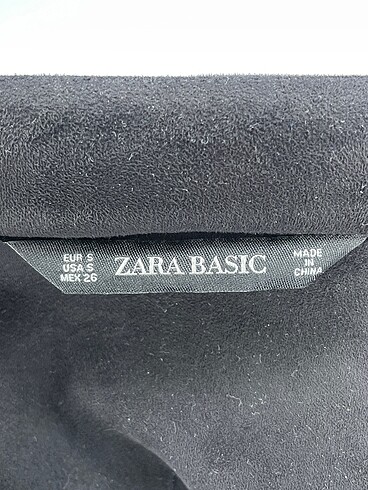 EUR S
USA S
MEX 26
ZARA BASIC
MADE
IN
CHINA